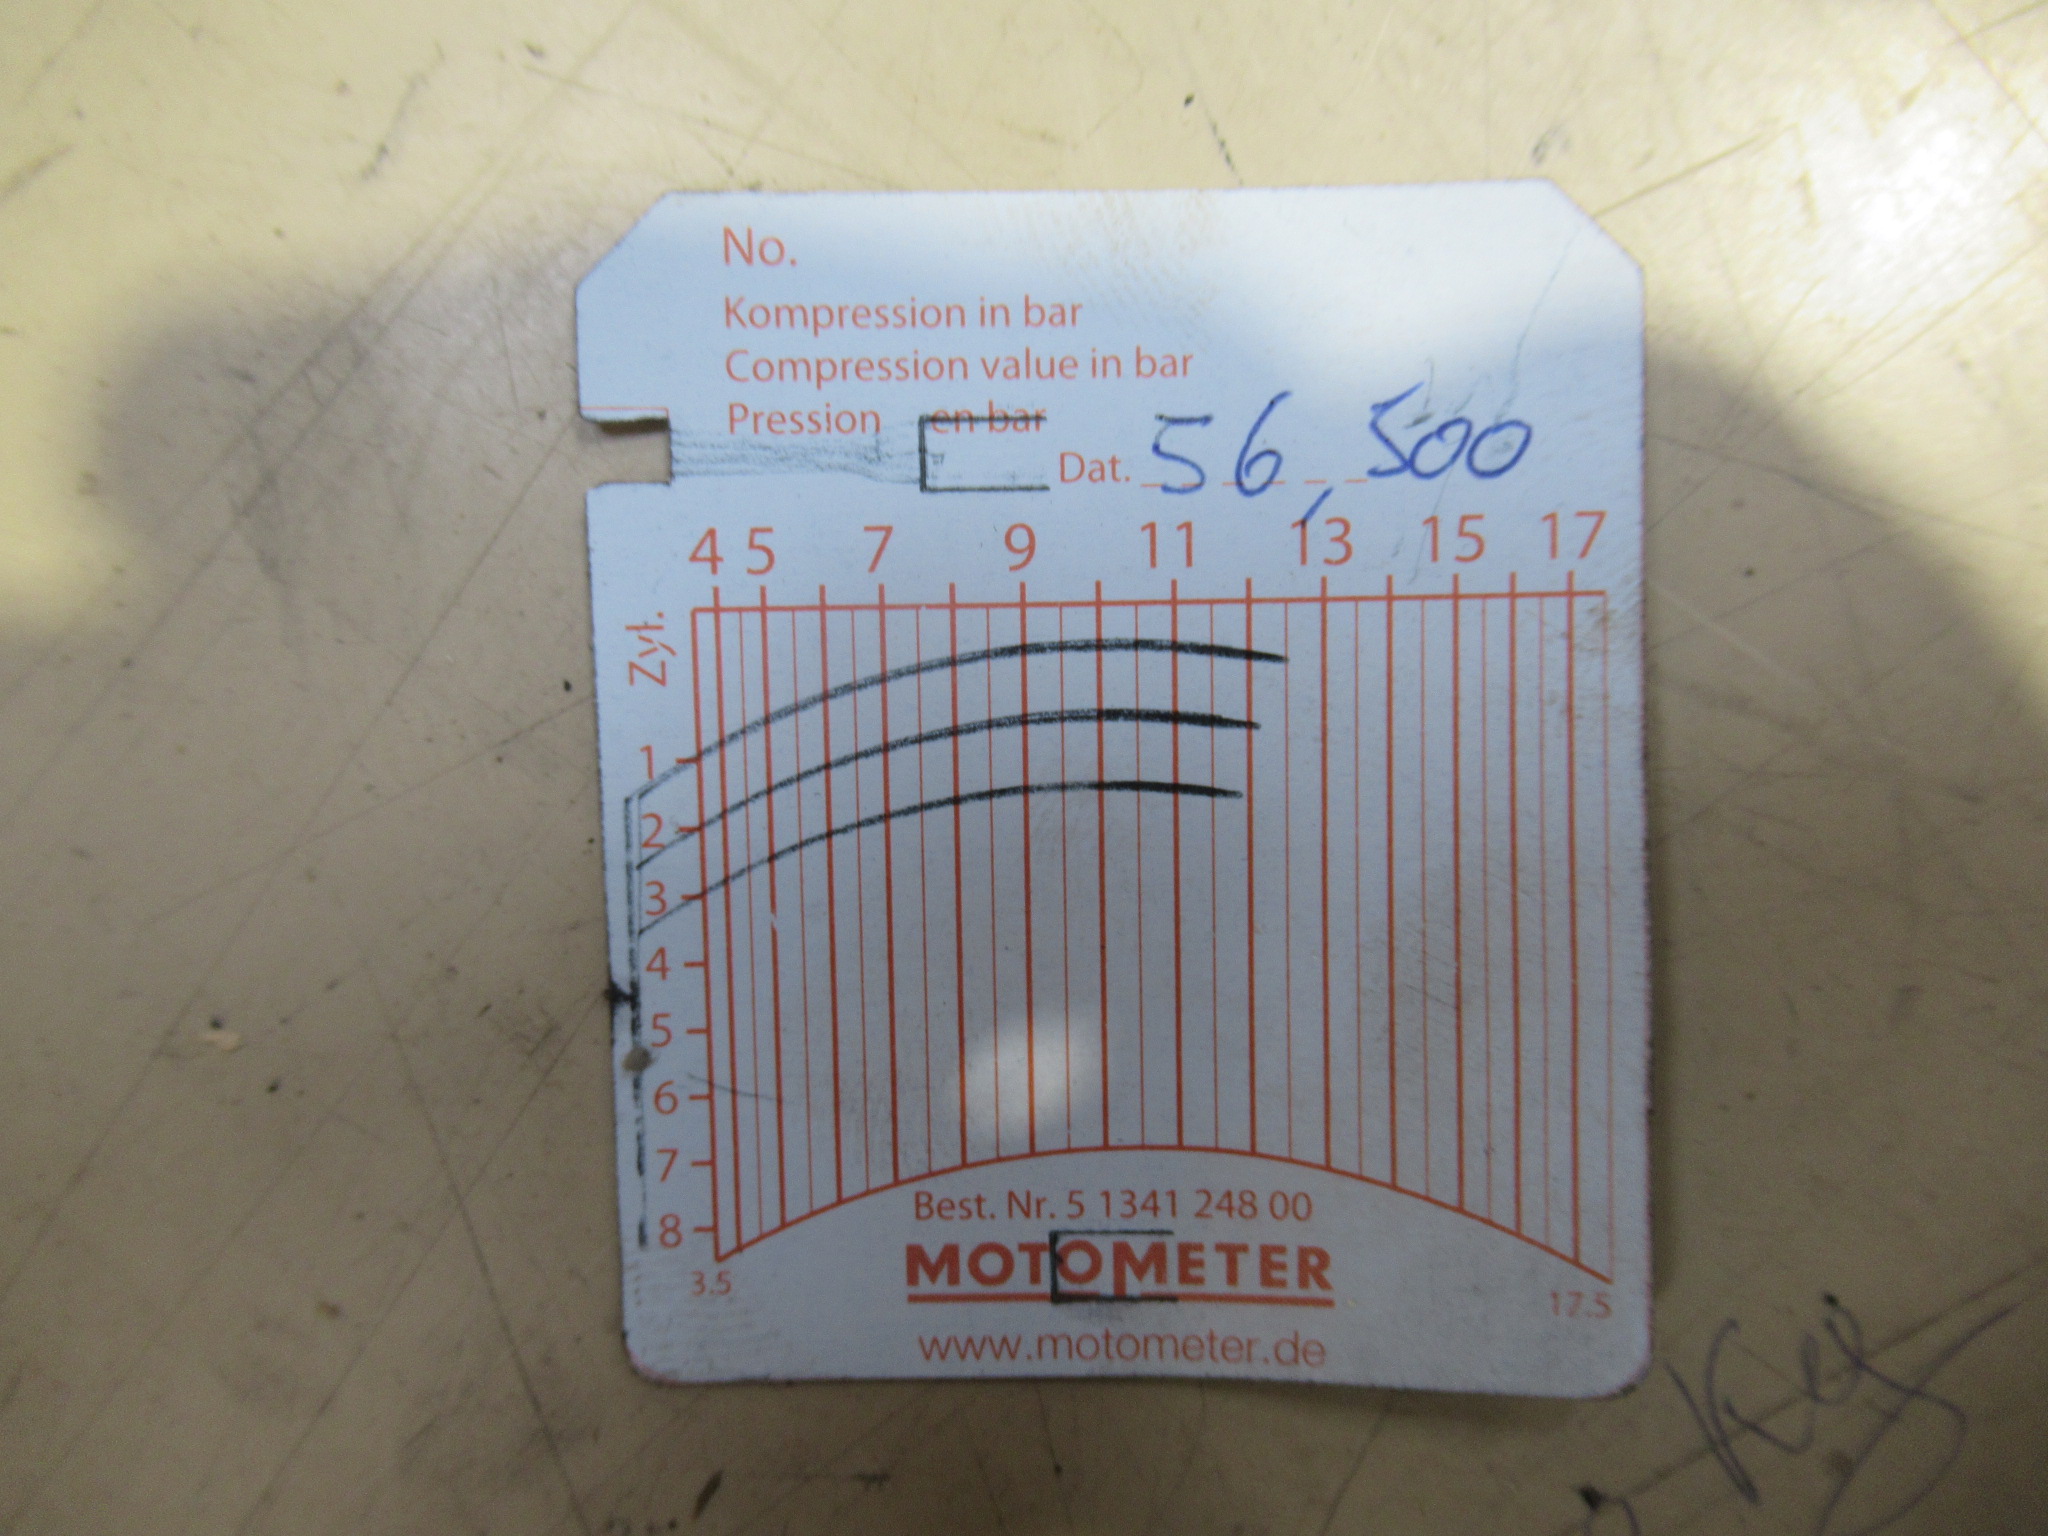 No.
Kompression in bar
Compression value in bar
Pression en bar
Dat. 56,500
4 5 7 9 11 13 15 17
Zyl.
1
2
3
4
5
6
7
8
3.5
17.5
Best. Nr. 5 1341 248 00
MOTOMETER
www.motometer.de